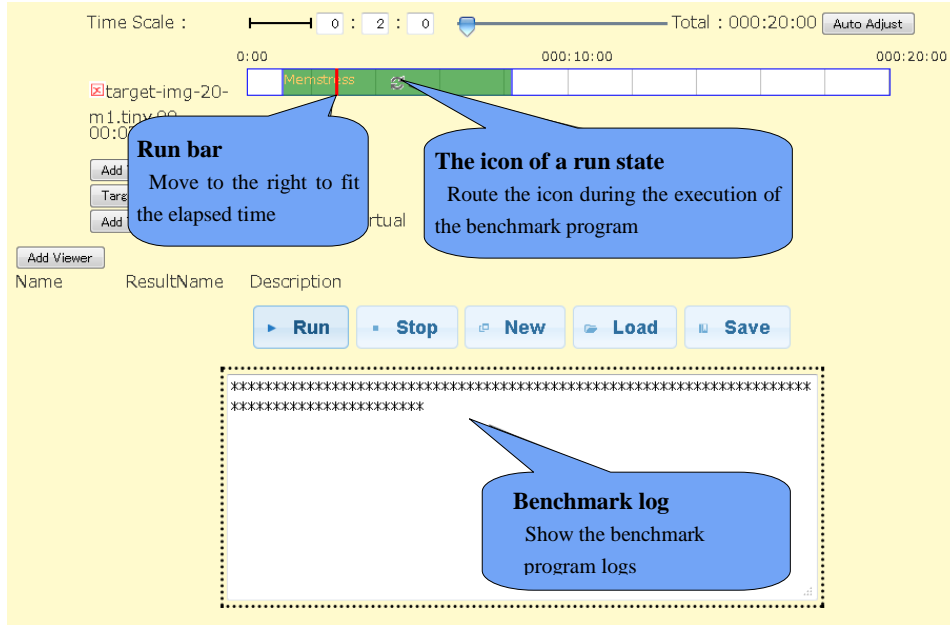 Time Scale : 0 : 2 : 0 Total : 000:20:00 Auto Adjust
0:00 000:10:00 000:20:00
Memstress
target-img-20-
m1.tiny
00:0
Run bar
Move to the right to fit
the elapsed time
The icon of a run state
Route the icon during the execution of
the benchmark program
Add
Targ
Add rtual
Add Viewer
Name ResultName Description
Run Stop New Load Save
*********************************************************************
***********************
Benchmark log
Show the benchmark
program logs